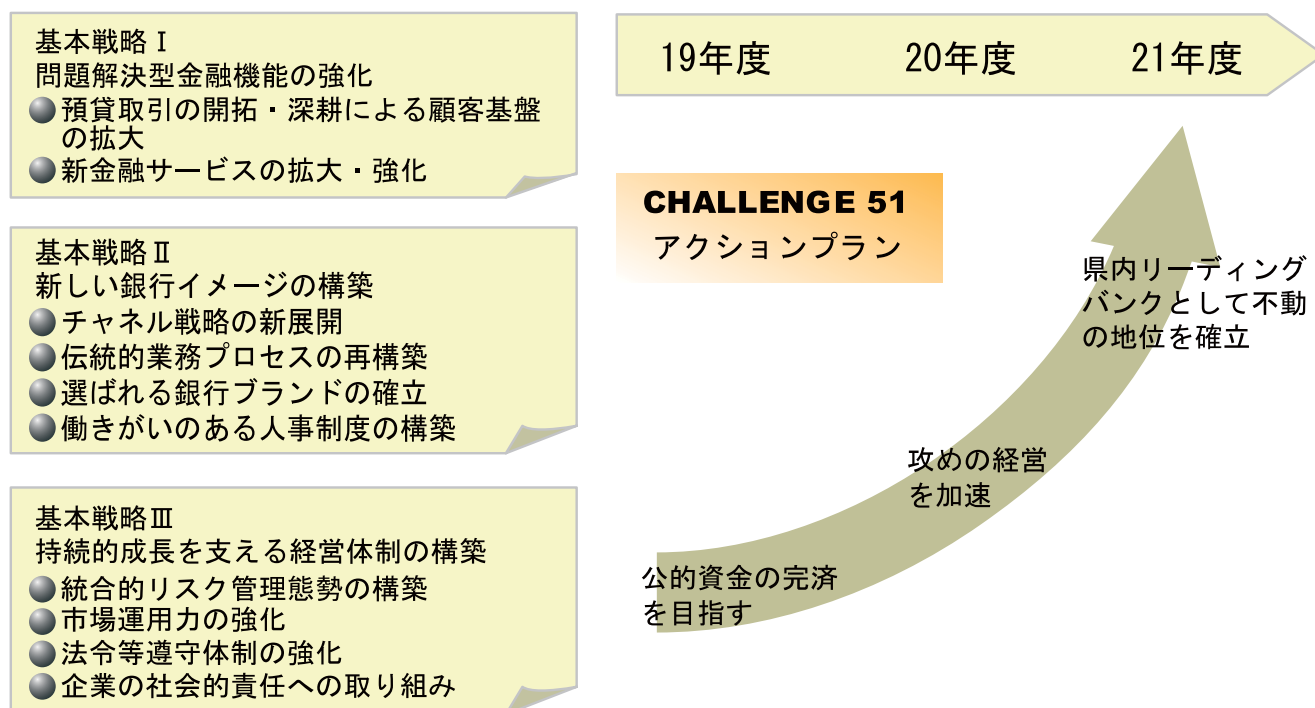 基本戦略Ⅰ
問題解決型金融機能の強化
預貸取引の開拓・深耕による顧客基盤
の拡大
新金融サービスの拡大・強化
基本戦略Ⅱ
新しい銀行イメージの構築
チャネル戦略の新展開
伝統的業務プロセスの再構築
選ばれる銀行ブランドの確立
働きがいのある人事制度の構築
基本戦略Ⅲ
持続的成長を支える経営体制の構築
統合的リスク管理態勢の構築
市場運用力の強化
法令等遵守体制の強化
企業の社会的責任への取り組み
19年度 20年度 21年度
CHALLENGE 51
アクションプラン
県内リーディング
バンクとして不動
の地位を確立
攻めの経営
を加速
公的資金の完済
を目指す